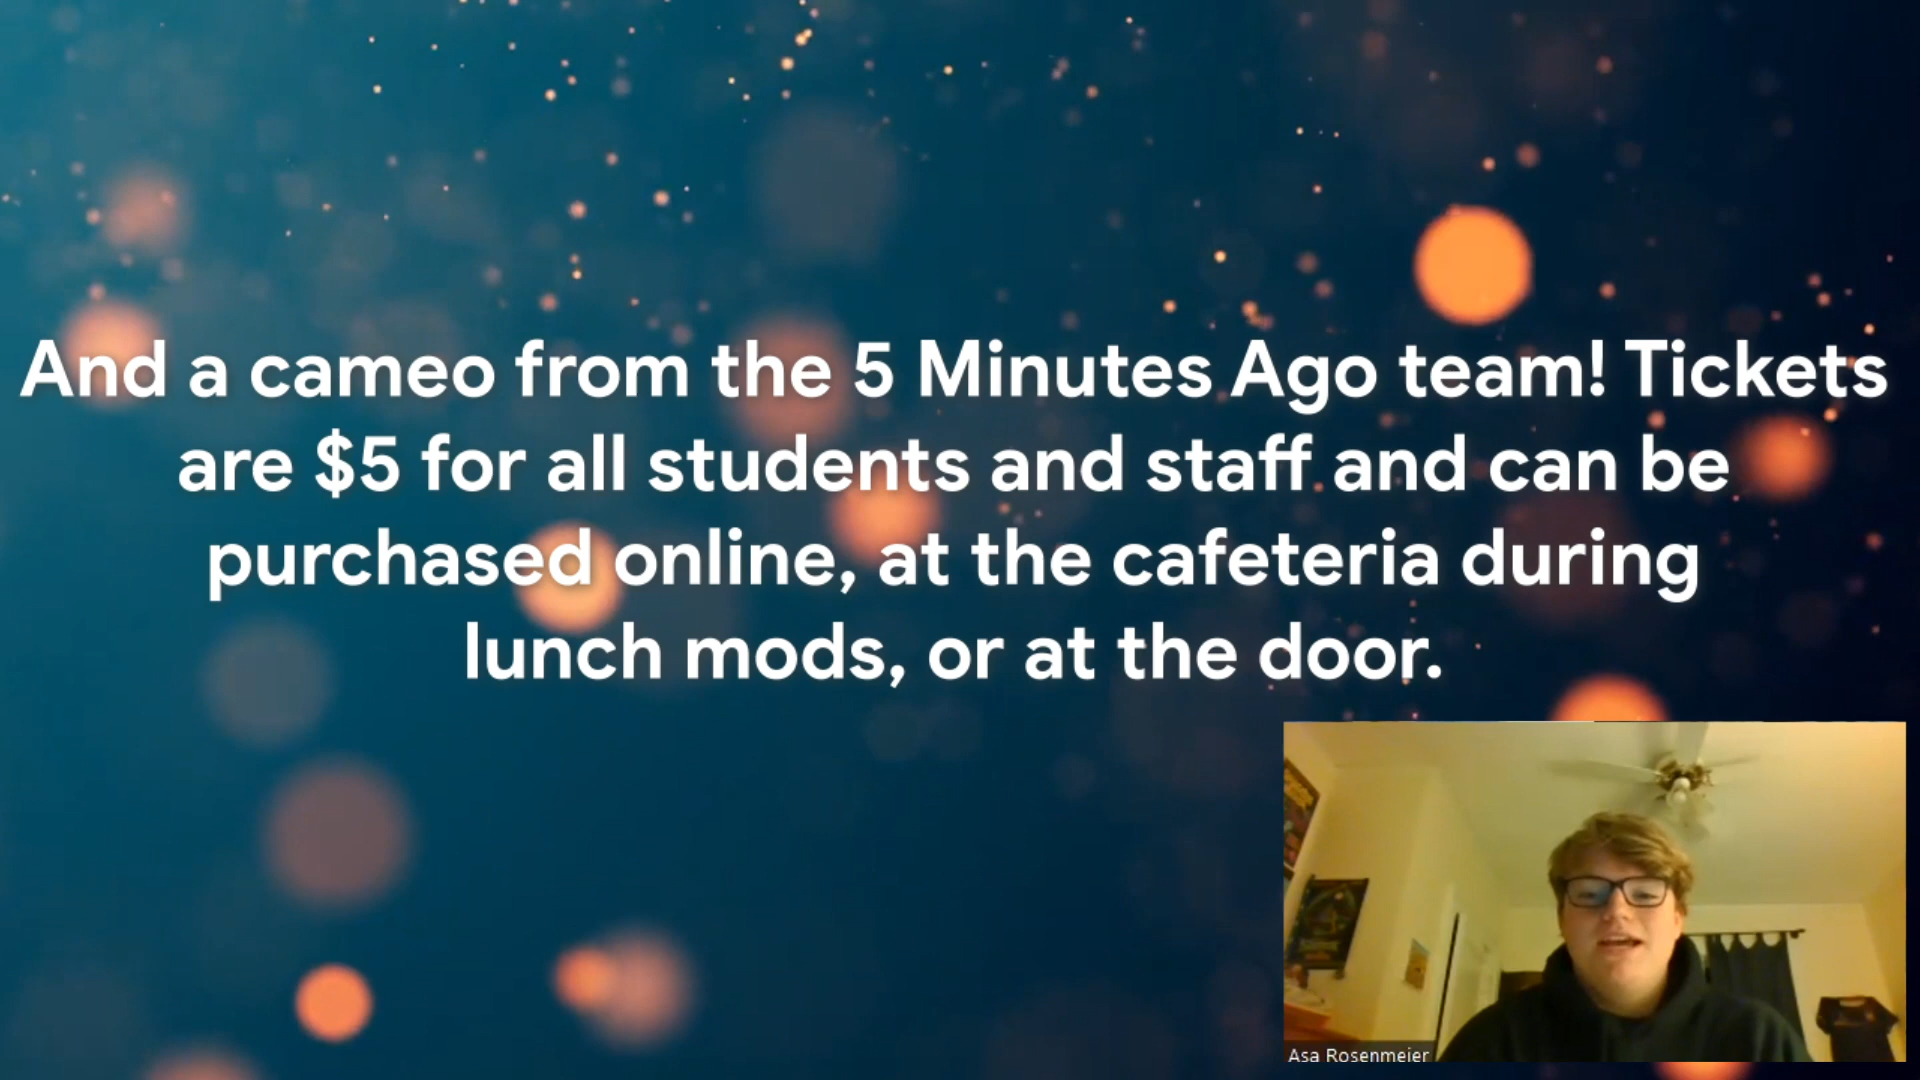 And a cameo from the 5 Minutes Ago team! Tickets
are $5 for all students and staff and can be
purchased online, at the cafeteria during
lunch mods, or at the door.
Asa Rosenmeier